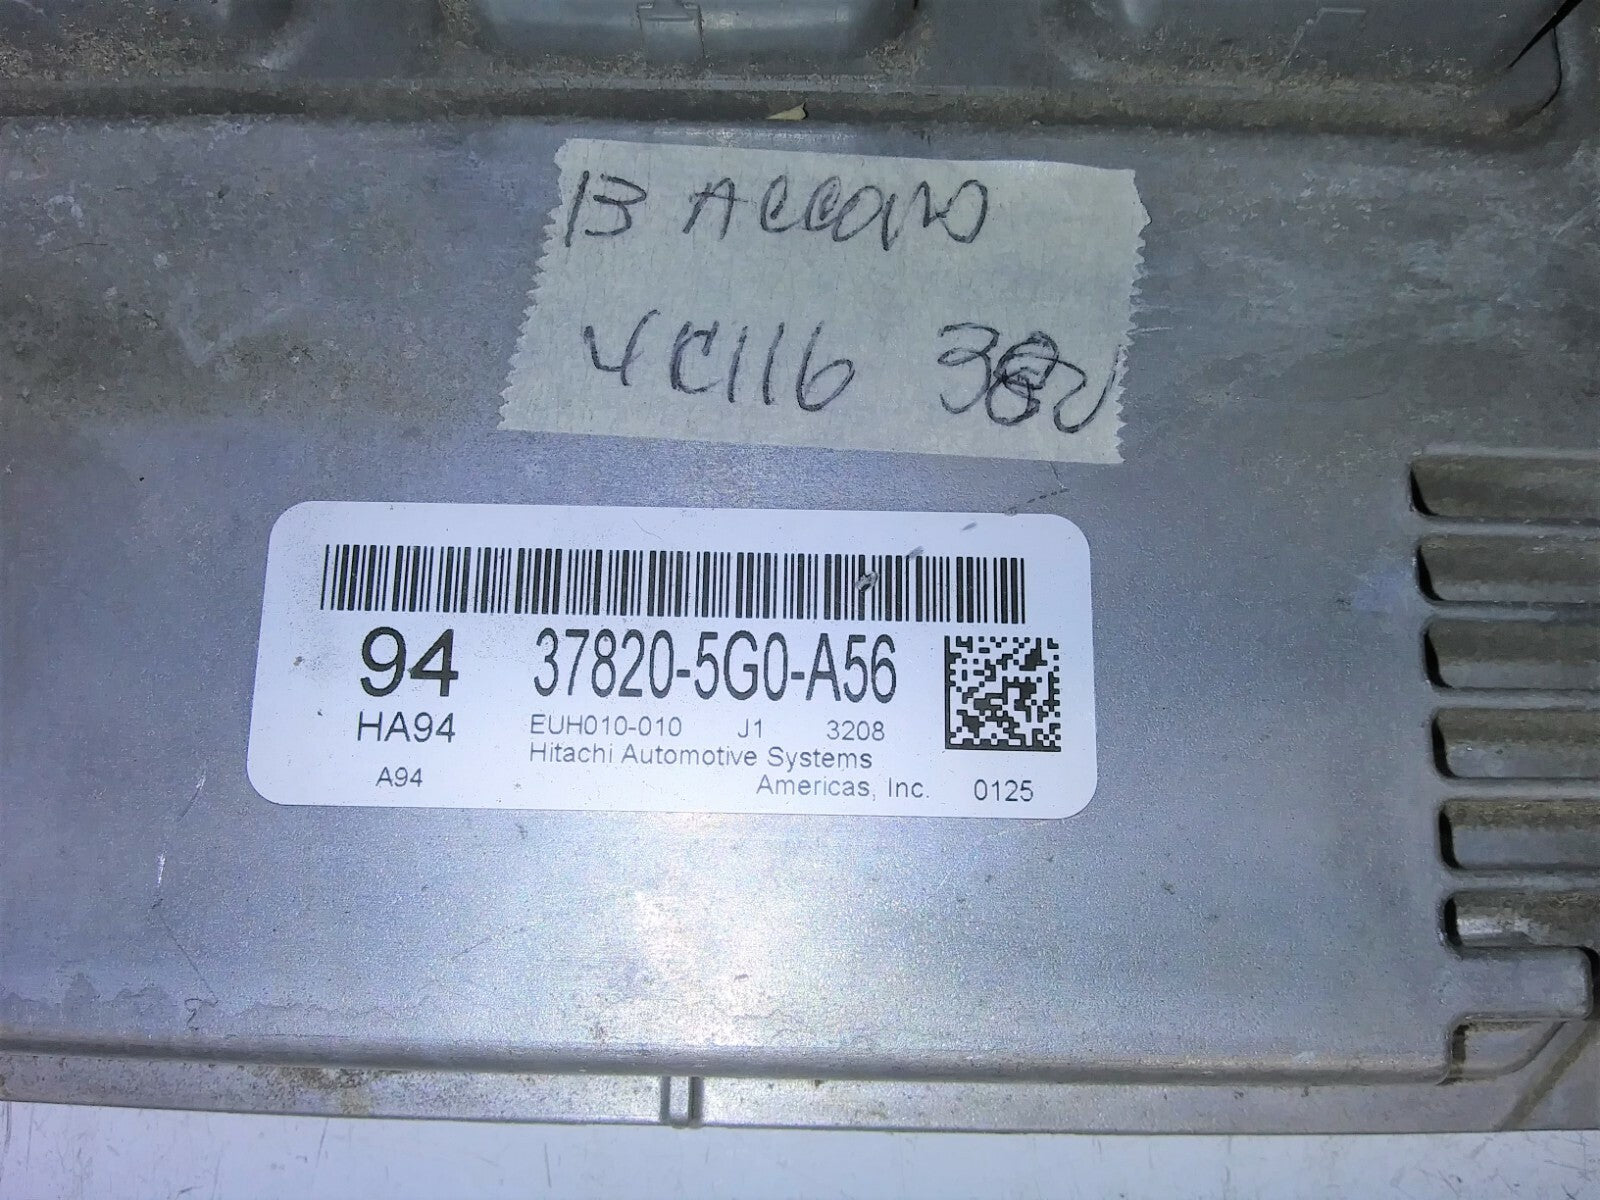 13 ACCORD
4C116
94 37820-5G0-A56
HA94 EUH010-010 J1 3208
Hitachi Automotive Systems
A94 Americas, Inc. 0125